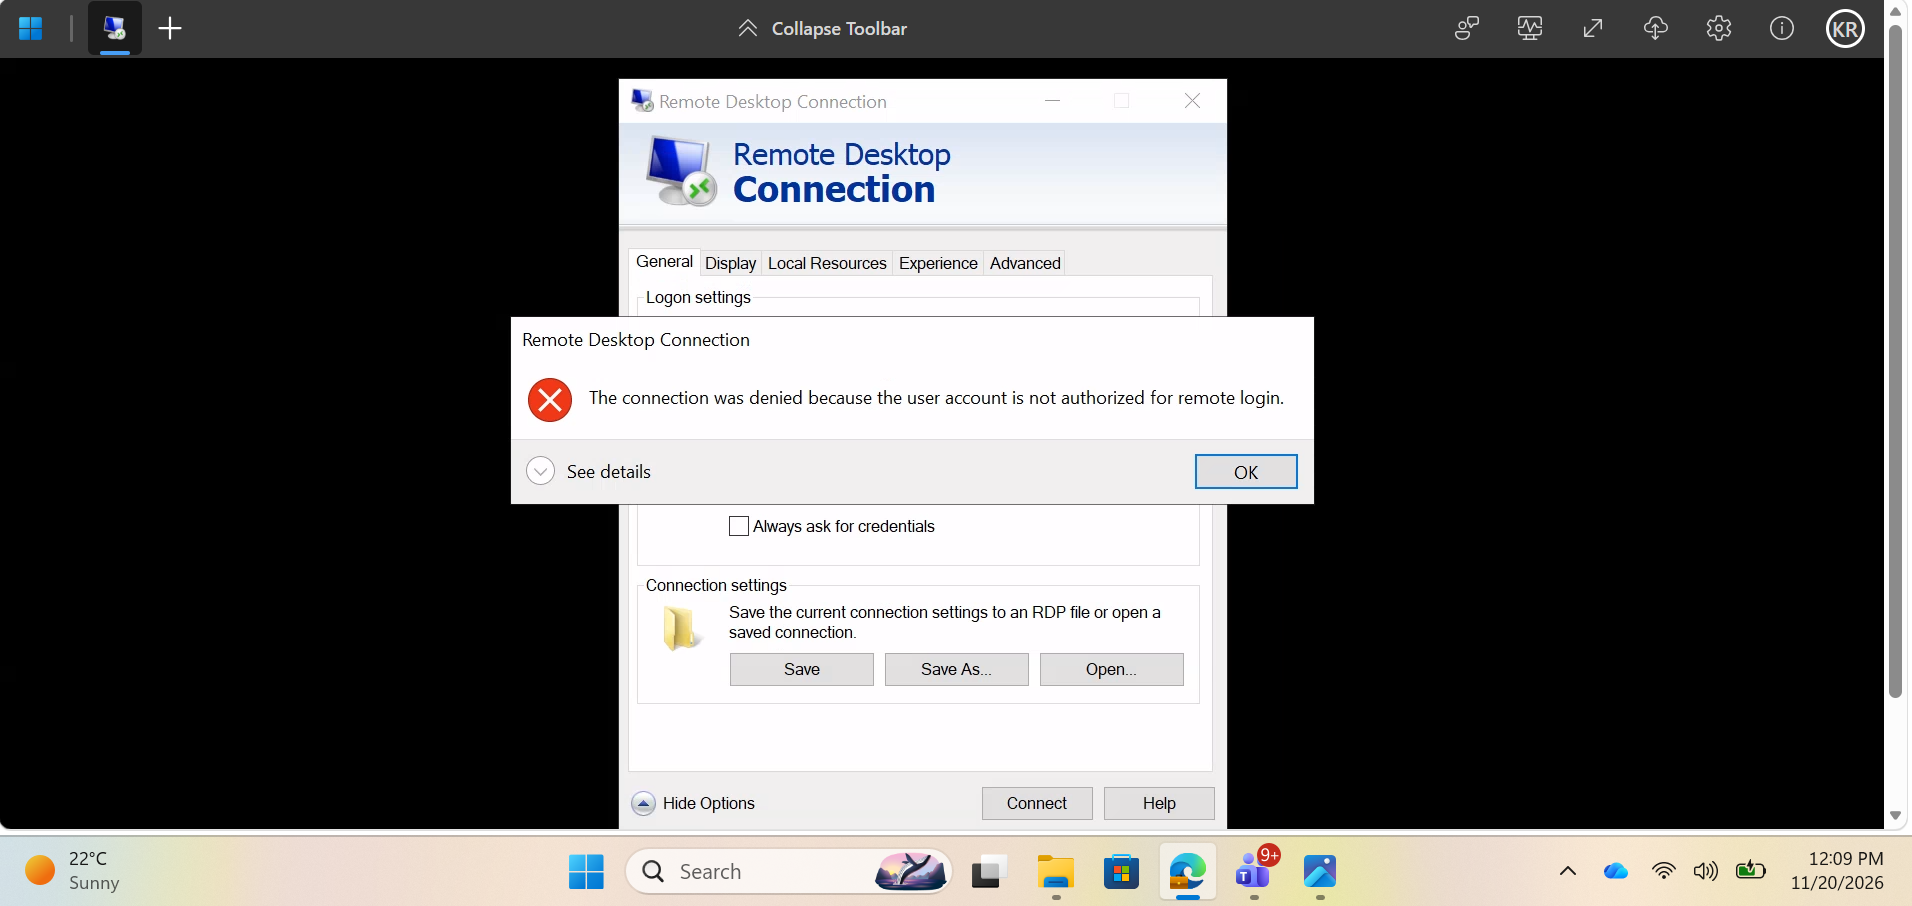 Collapse Toolbar
KR
Remote Desktop Connection
Remote Desktop
Connection
General Display Local Resources Experience Advanced
Logon settings
Remote Desktop Connection
The connection was denied because the user account is not authorized for remote login.
See details
OK
Always ask for credentials
Connection settings
Save the current connection settings to an RDP file or open a
saved connection.
Save Save As... Open...
Hide Options Connect Help
22°C
Sunny
Search
T
9+
12:09 PM
11/20/2026